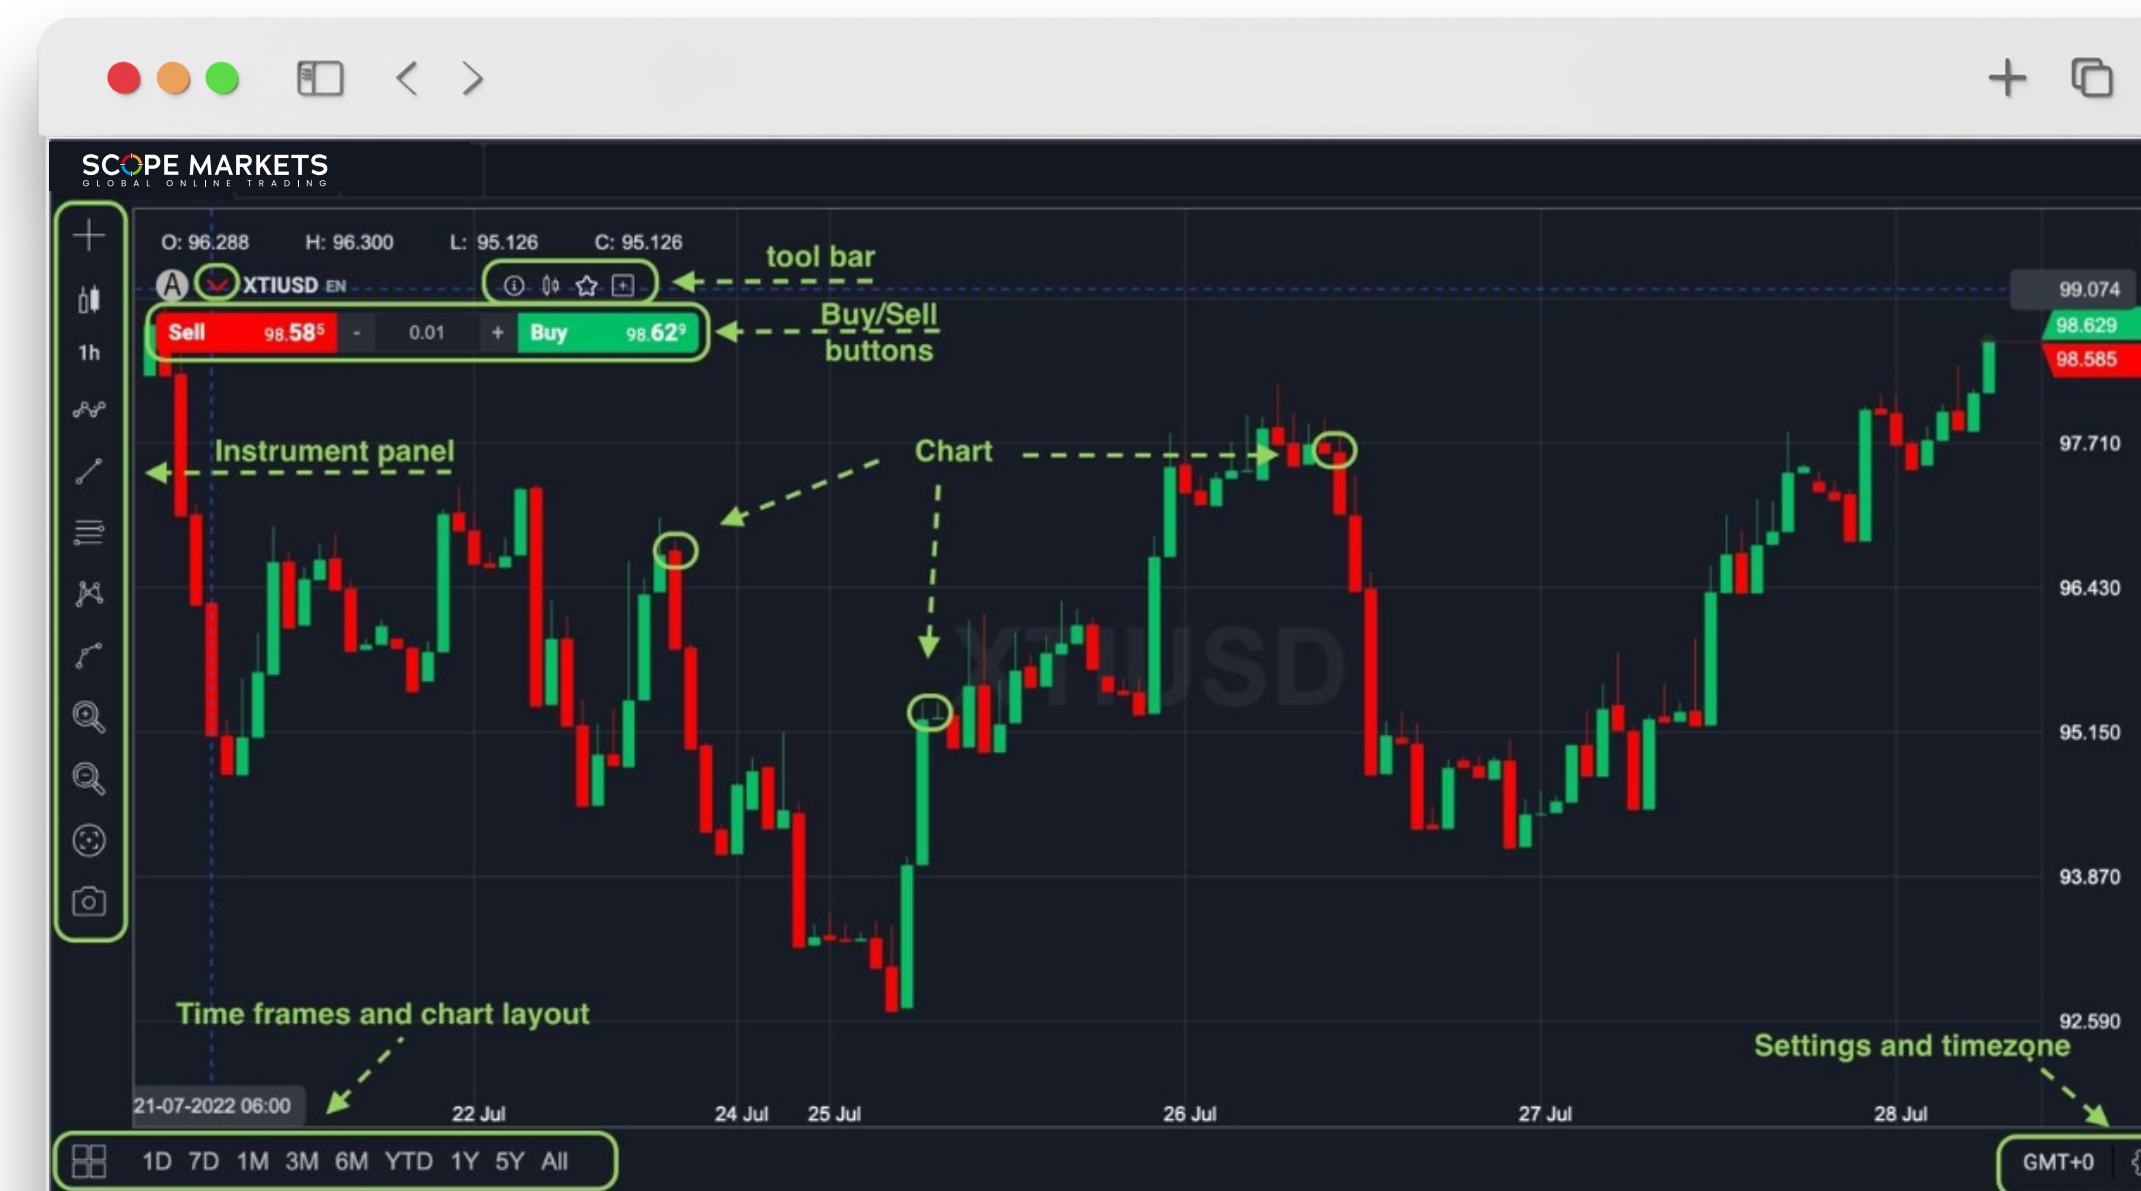 SCOPE MARKETS
GLOBAL ONLINE TRADING
O: 96.288 H: 96.300 L: 95.126 C: 95.126
tool bar
A XTIUSD EN
99.074
Sell 98.585 - 0.01 + Buy 98.629
Buy/Sell
buttons
98.629
98.585
1h
Instrument panel
Chart
97.710
96.430
XTIUSD
95.150
93.870
Time frames and chart layout
92.590
Settings and timezone
21-07-2022 06:00
22 Jul 24 Jul 25 Jul 26 Jul 27 Jul 28 Jul
1D 7D 1M 3M 6M YTD 1Y 5Y All
GMT+0